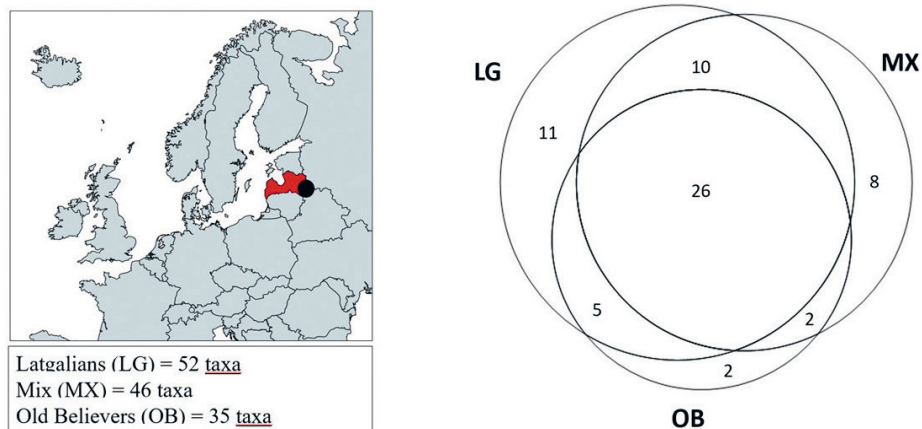 Latgalians (LG) = 52 taxa
Mix (MX) = 46 taxa
Old Believers (OB) = 35 taxa
LG
MX
10
11
8
26
5
2
2
OB